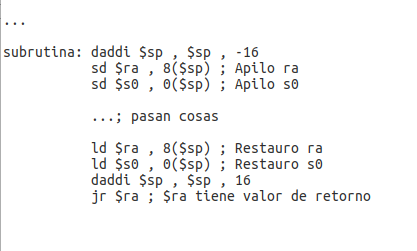 ...
subrutina: daddi $sp , $sp , -16
sd $ra , 8($sp) ; Apilo ra
sd $s0 , 0($sp) ; Apilo s0
...; pasan cosas
ld $ra , 8($sp) ; Restauro ra
ld $s0 , 0($sp) ; Restauro s0
daddi $sp , $sp , 16
jr $ra ; $ra tiene valor de retorno